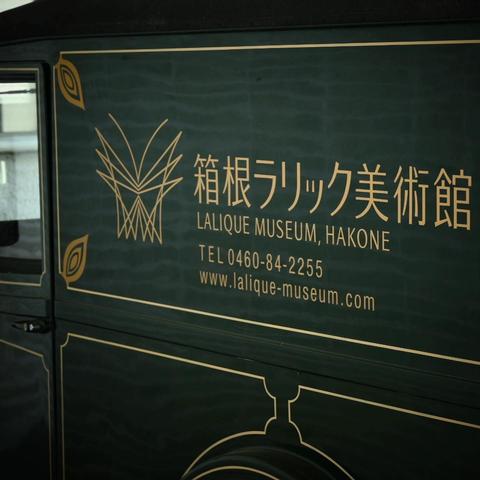 箱根ラリック美術館
LALIQUE MUSEUM, HAKONE
TEL 0460-84-2255
www.lalique-museum.com